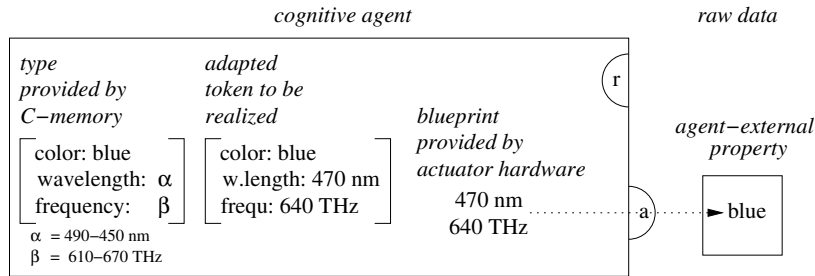 cognitive agent
raw data
type
provided by
C−memory
color: blue
wavelength: α
frequency: β
α = 490−450 nm
β = 610−670 THz
adapted
token to be
realized
color: blue
w.length: 470 nm
frequ: 640 THz
blueprint
provided by
actuator hardware
470 nm
640 THz
r
a
agent−external
property
blue